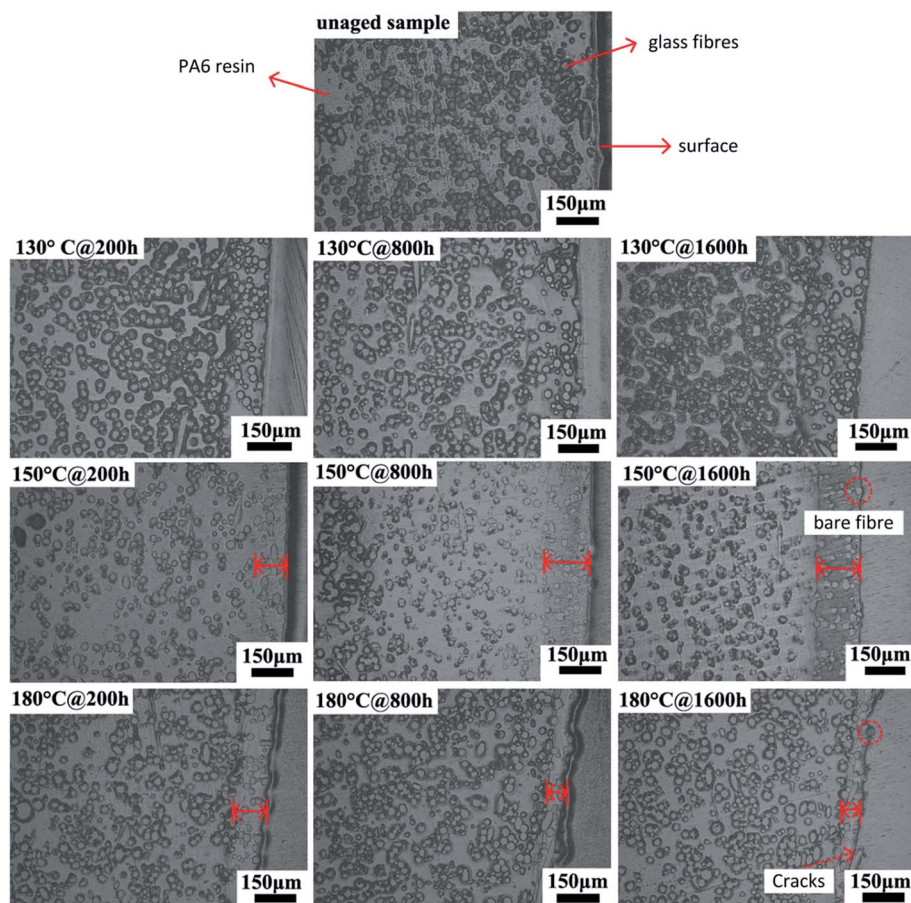 unaged sample
glass fibres
PA6 resin
surface
150μm
130° C@200h
130°C@800h
130°C@1600h
150μm
150μm
150μm
150°C@200h
150°C@800h
150°C@1600h
bare fibre
150μm
150μm
150μm
180°C@200h
180°C@800h
180°C@1600h
Cracks
150μm
150μm
150μm